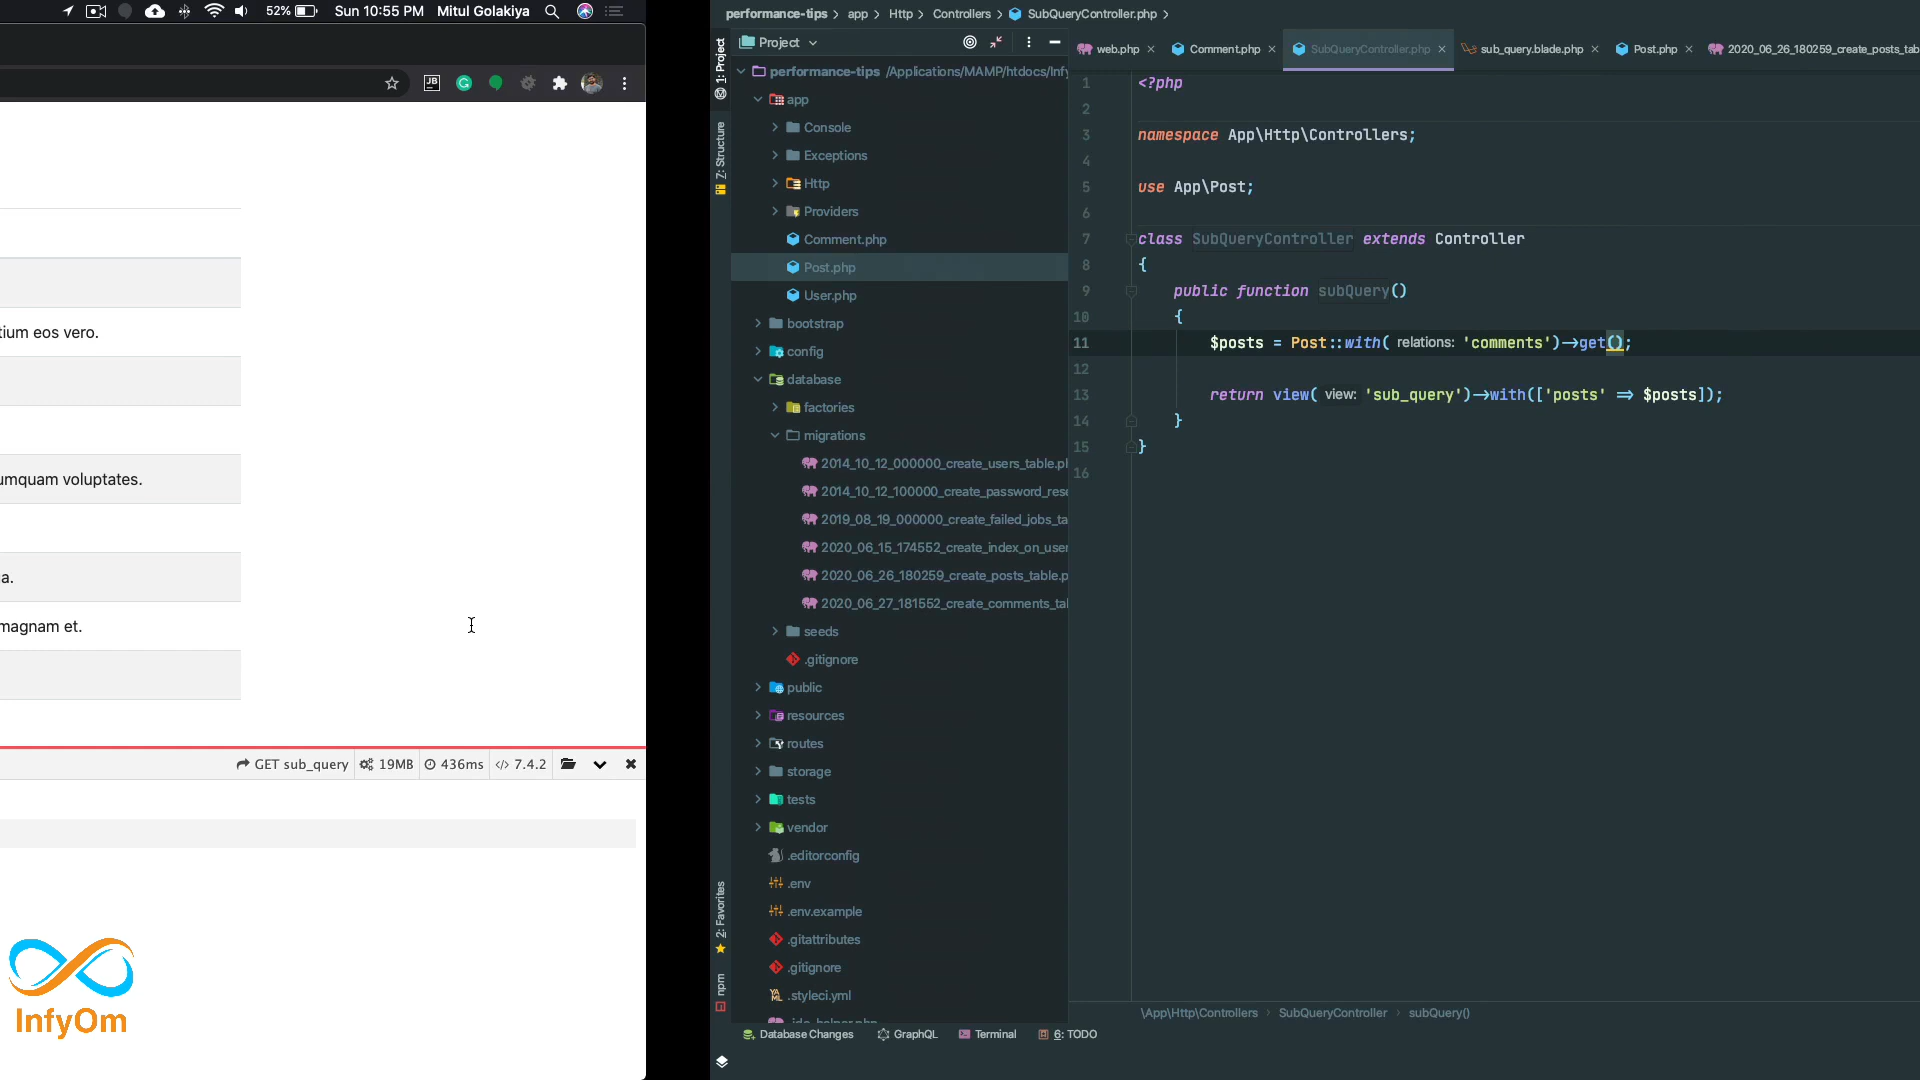 52%
Sun 10:55 PM
Mitul Golakiya
JB
tium eos vero.
umquam voluptates.
a.
magnam et.
GET sub_query
19MB
436ms
7.4.2
InfyOm
performance-tips > app > Http > Controllers > SubQueryController.php >
Project
web.php
Comment.php
SubQueryController.php
sub_query.blade.php
Post.php
2020_06_26_180259_create_posts_tab
1: Project
7: Structure
2: Favorites
npm
performance-tips /Applications/MAMP/htdocs/Infy
app
Console
Exceptions
Http
Providers
Comment.php
Post.php
User.php
bootstrap
config
database
factories
migrations
2014_10_12_000000_create_users_table.ph
2014_10_12_100000_create_password_rese
2019_08_19_000000_create_failed_jobs_ta
2020_06_15_174552_create_index_on_user
2020_06_26_180259_create_posts_table.p
2020_06_27_181552_create_comments_tal
seeds
.gitignore
public
resources
routes
storage
tests
vendor
.editorconfig
.env
.env.example
.gitattributes
.gitignore
.styleci.yml
1 <?php
2
3 namespace App\Http\Controllers;
4
5 use App\Post;
6
7 class SubQueryController extends Controller
8 {
9 public function subQuery()
10 {
11 $posts = Post::with( relations: 'comments')->get();
12
13 return view( view: 'sub_query')->with(['posts' => $posts]);
14 }
15 }
16
\App\Http\Controllers > SubQueryController > subQuery()
Database Changes
GraphQL
Terminal
6: TODO